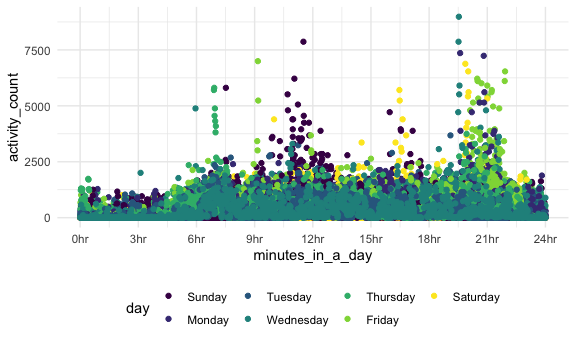 activity_count
7500
5000
2500
0
0hr 3hr 6hr 9hr 12hr 15hr 18hr 21hr 24hr
minutes_in_a_day
day
Sunday Tuesday Thursday Saturday
Monday Wednesday Friday